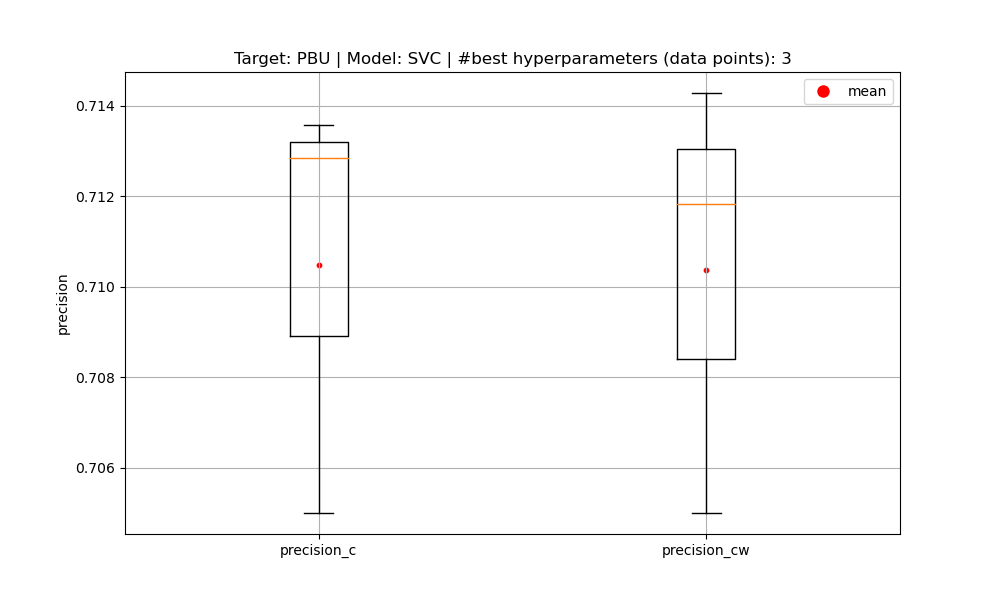 Target: PBU | Model: SVC | #best hyperparameters (data points): 3
mean
0.714
0.712
0.710
0.708
0.706
precision
precision_c
precision_cw